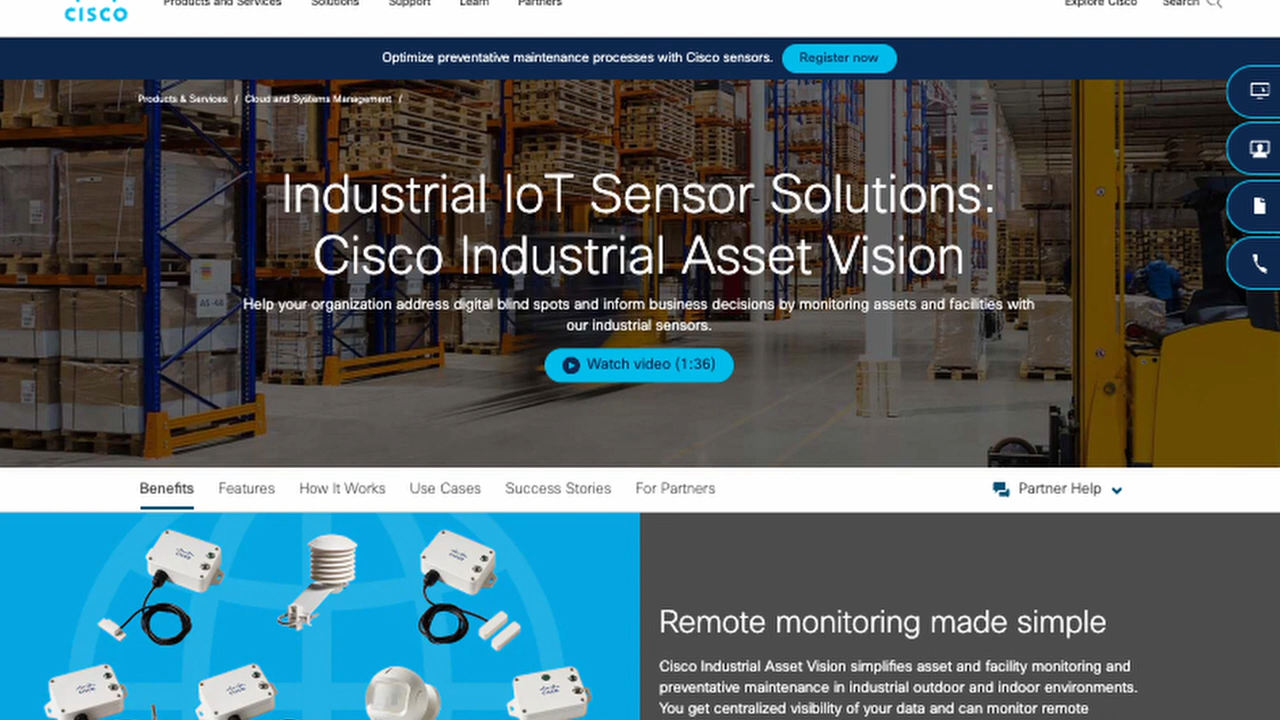 Products and Services Solutions Support Learn Partners Explore Cisco Search
CISCO
Optimize preventative maintenance processes with Cisco sensors. Register now
Products & Services / Cloud and Systems Management /
Industrial IoT Sensor Solutions:
Cisco Industrial Asset Vision
Help your organization address digital blind spots and inform business decisions by monitoring assets and facilities with
our industrial sensors.
Watch video (1:36)
Benefits Features How It Works Use Cases Success Stories For Partners Partner Help
Remote monitoring made simple
Cisco Industrial Asset Vision simplifies asset and facility monitoring and
preventative maintenance in industrial outdoor and indoor environments.
You get centralized visibility of your data and can monitor remote